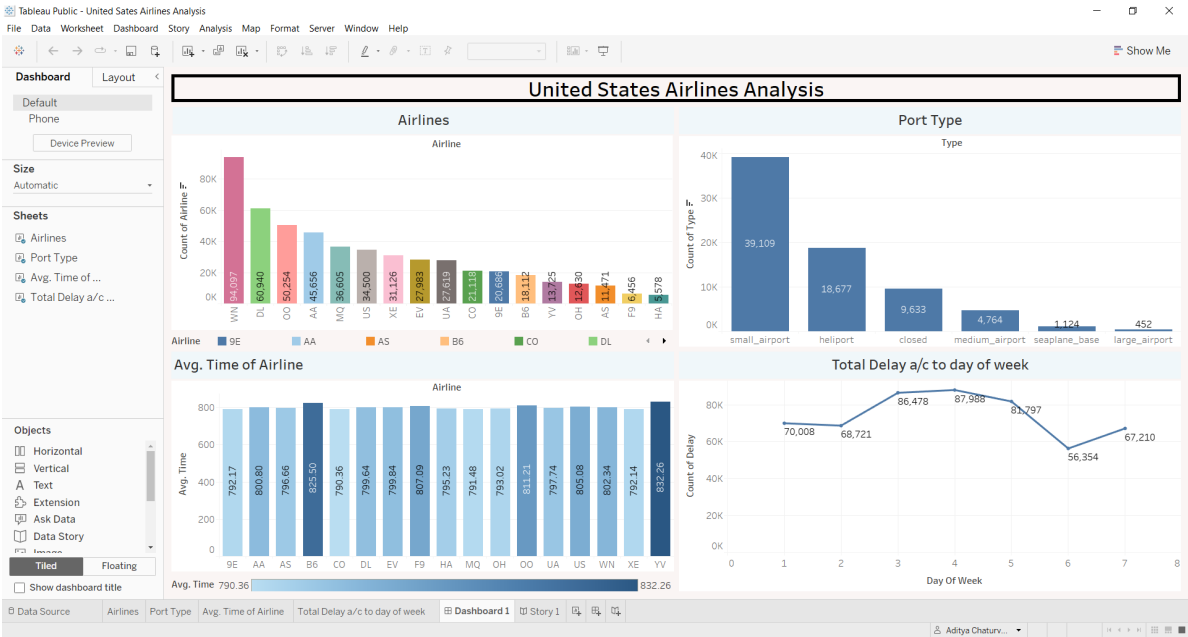 Tableau Public - United States Airlines Analysis
File Data Worksheet Dashboard Story Analysis Map Format Server Window Help
Show Me
Dashboard Layout
Default
Phone
Device Preview
Size
Automatic
Sheets
Airlines
Port Type
Avg. Time of ...
Total Delay a/c ...
Objects
Horizontal
Vertical
Text
Extension
Ask Data
Data Story
Image
Tiled Floating
Show dashboard title
United States Airlines Analysis
Airlines
Airline
Count of Airline
80K
60K
40K
20K
0K
94,097 60,940 50,254 45,656 36,605 34,500 31,126 27,983 27,619 21,118 20,686 18,112 13,725 12,630 11,471 6,456 5,578
WN DL OO AA MQ US XE EV UA CO 9E B6 YV OH AS F9 HA
Airline 9E AA AS B6 CO DL
Port Type
Type
Count of Type
40K
30K
20K
10K
0K
39,109 18,677 9,633 4,764 1,124 452
small_airport heliport closed medium_airport seaplane_base large_airport
Avg. Time of Airline
Airline
Avg. Time
800
600
400
200
0
792.17 800.80 796.66 825.50 790.36 799.64 799.84 807.09 795.23 791.48 793.02 811.21 797.74 805.08 802.34 792.14 832.26
9E AA AS B6 CO DL EV F9 HA MQ OH OO UA US WN XE YV
Avg. Time 790.36 832.26
Total Delay a/c to day of week
Count of Delay
80K
60K
40K
20K
0K
70,008 68,721 86,478 87,988 81,797 56,354 67,210
0 1 2 3 4 5 6 7 8
Day Of Week
Data Source Airlines Port Type Avg. Time of Airline Total Delay a/c to day of week Dashboard 1 Story 1
Aditya Chaturv...